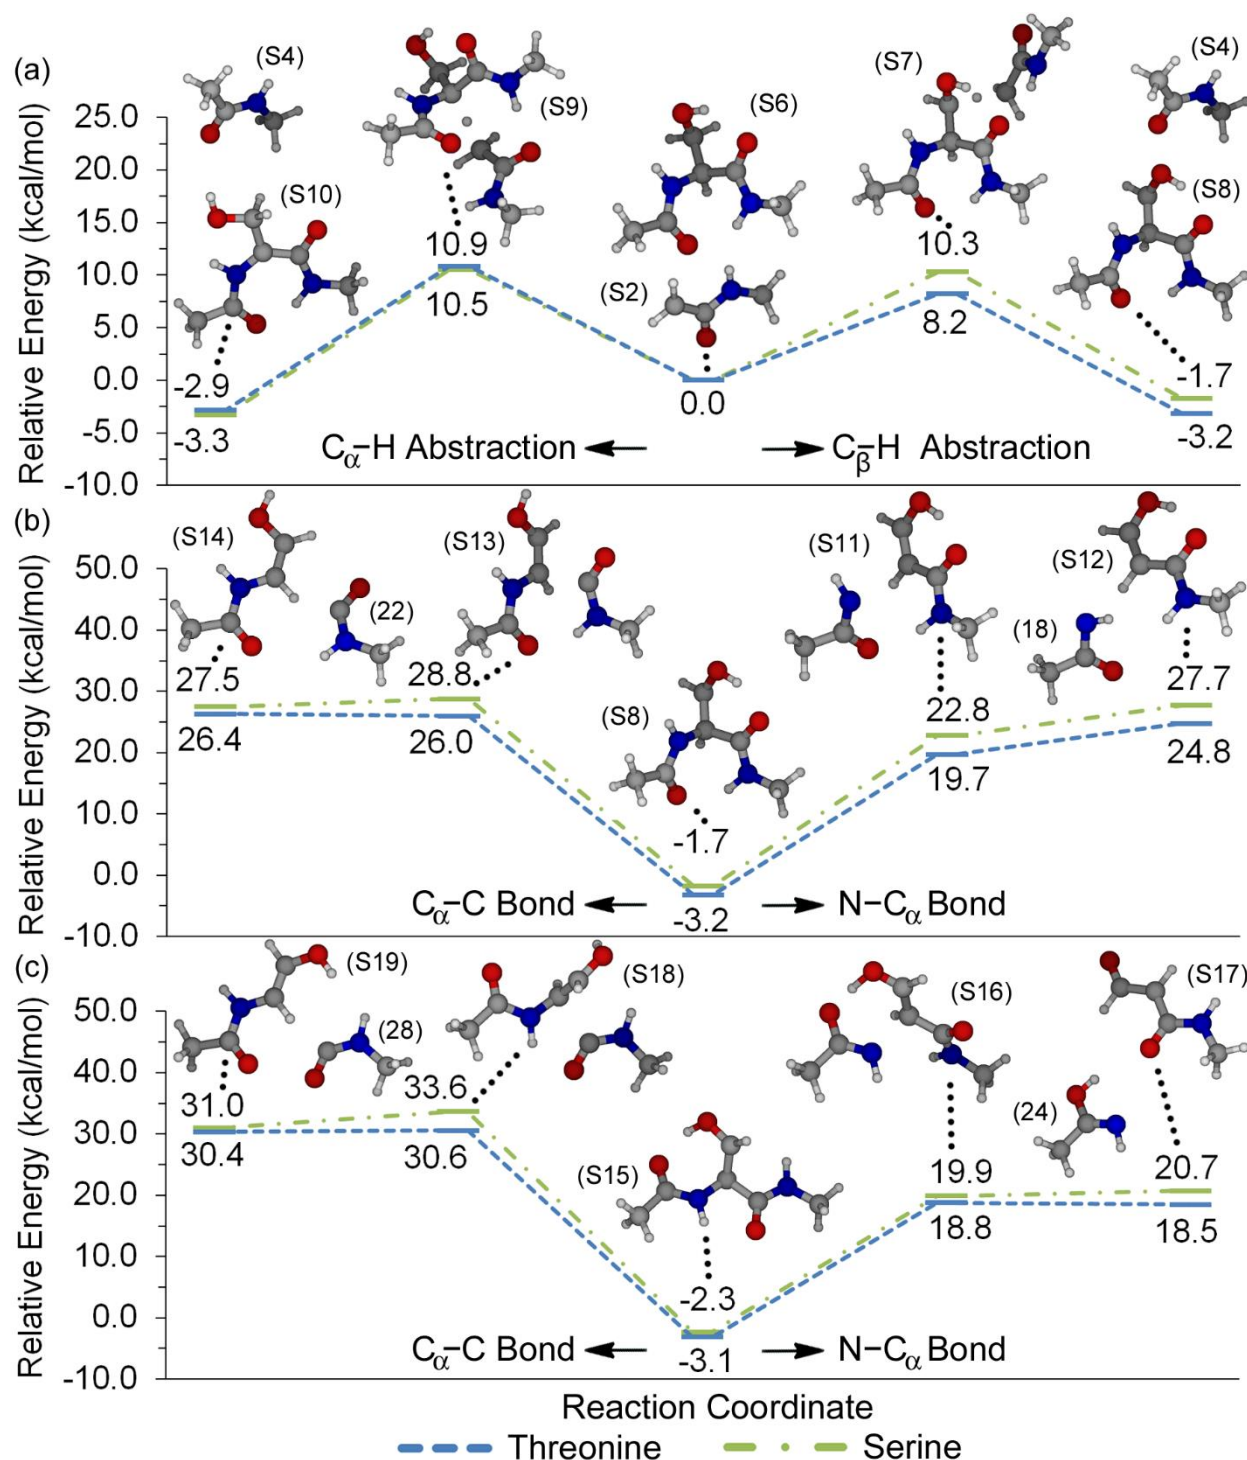 (a)
(S4)
(S9)
(S6)
(S7)
(S4)
(S10)
(S2)
(S8)
Relative Energy (kcal/mol)
25.0
20.0
15.0
10.0
5.0
0.0
-5.0
-10.0
10.9
10.5
10.3
8.2
-2.9
-3.3
0.0
-1.7
-3.2
Cα–H Abstraction
Cβ–H Abstraction
(b)
(S14)
(22)
(S13)
(S11)
(S12)
(18)
(S8)
Relative Energy (kcal/mol)
50.0
40.0
30.0
20.0
10.0
0.0
-10.0
27.5
26.4
28.8
26.0
-1.7
-3.2
22.8
19.7
27.7
24.8
Cα–C Bond
N–Cα Bond
(c)
(S19)
(28)
(S18)
(S16)
(S17)
(24)
(S15)
Relative Energy (kcal/mol)
50.0
40.0
30.0
20.0
10.0
0.0
-10.0
31.0
30.4
33.6
30.6
-2.3
-3.1
19.9
18.8
20.7
18.5
Cα–C Bond
N–Cα Bond
Reaction Coordinate
Threonine
Serine